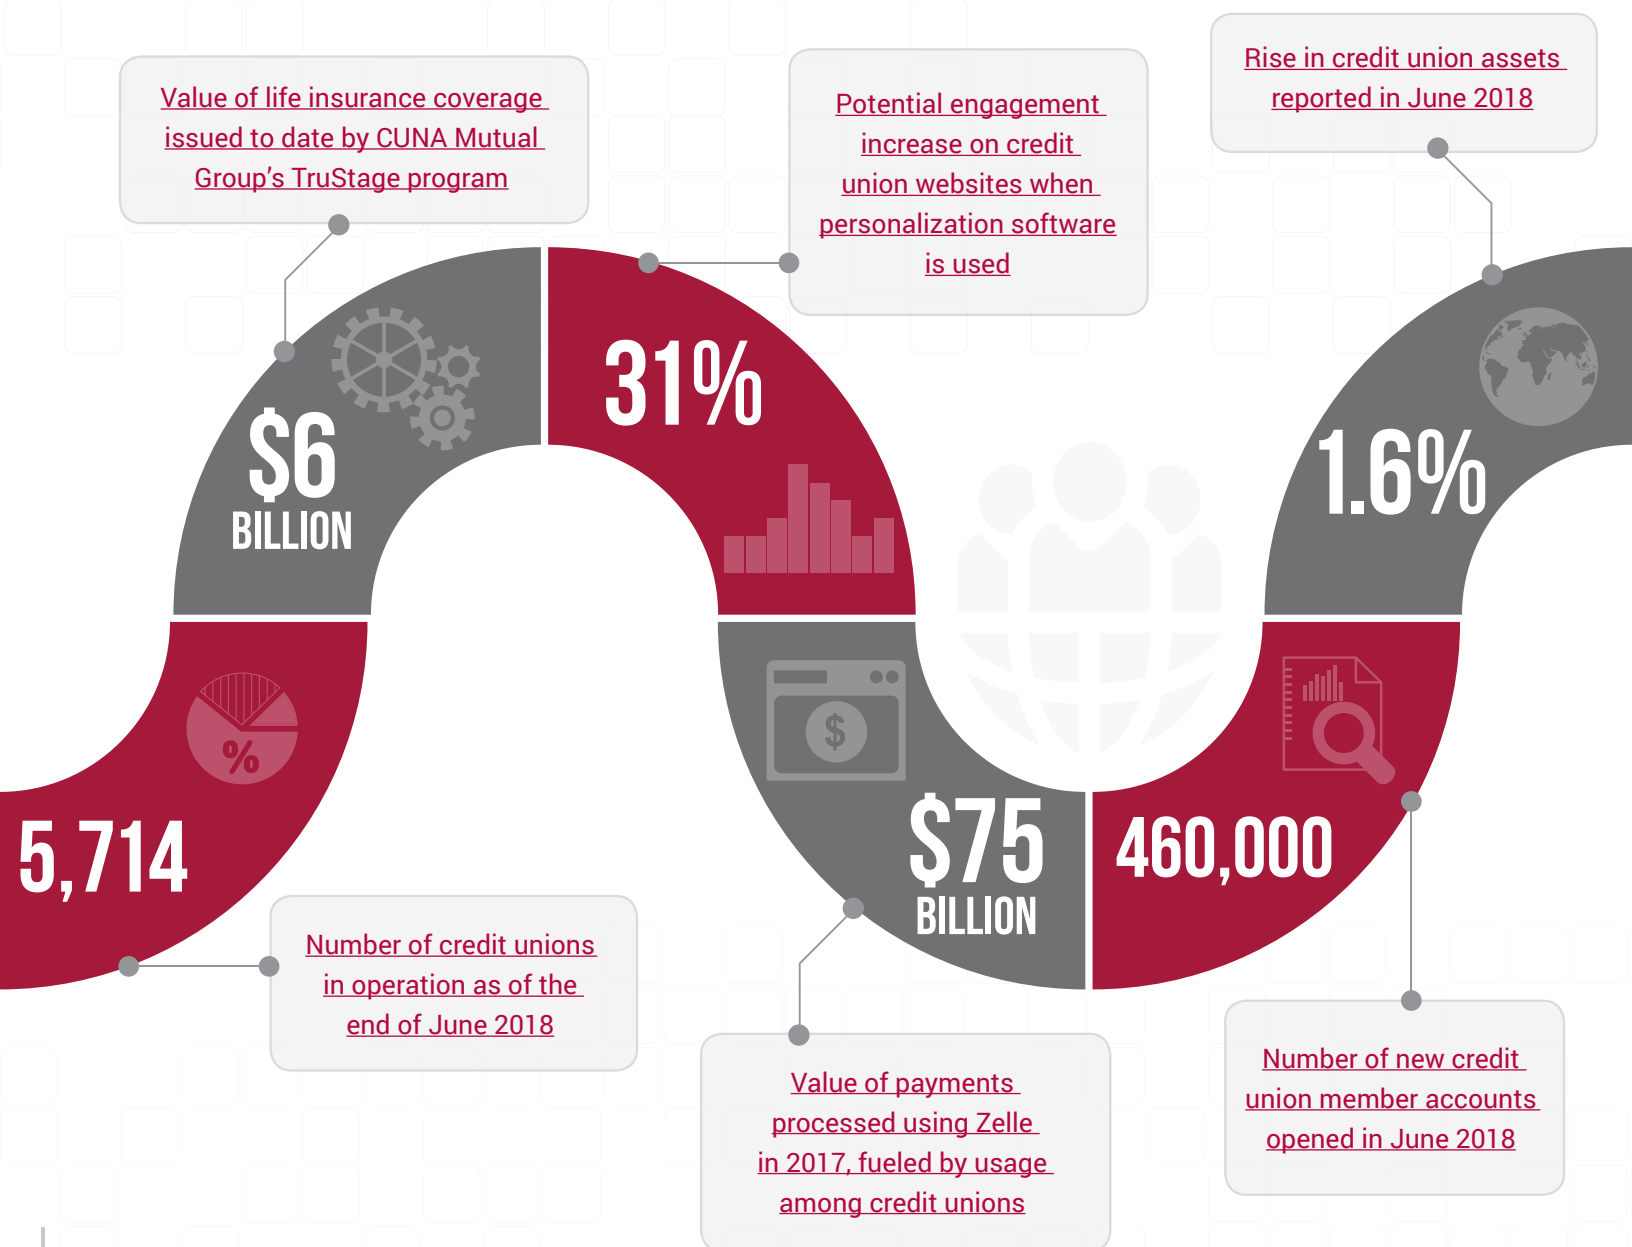 Value of life insurance coverage
issued to date by CUNA Mutual
Group's TruStage program
Potential engagement
increase on credit
union websites when
personalization software
is used
Rise in credit union assets
reported in June 2018
$6
BILLION
31%
1.6%
%
$
5,714
$75
BILLION
460,000
Number of credit unions
in operation as of the
end of June 2018
Value of payments
processed using Zelle
in 2017, fueled by usage
among credit unions
Number of new credit
union member accounts
opened in June 2018